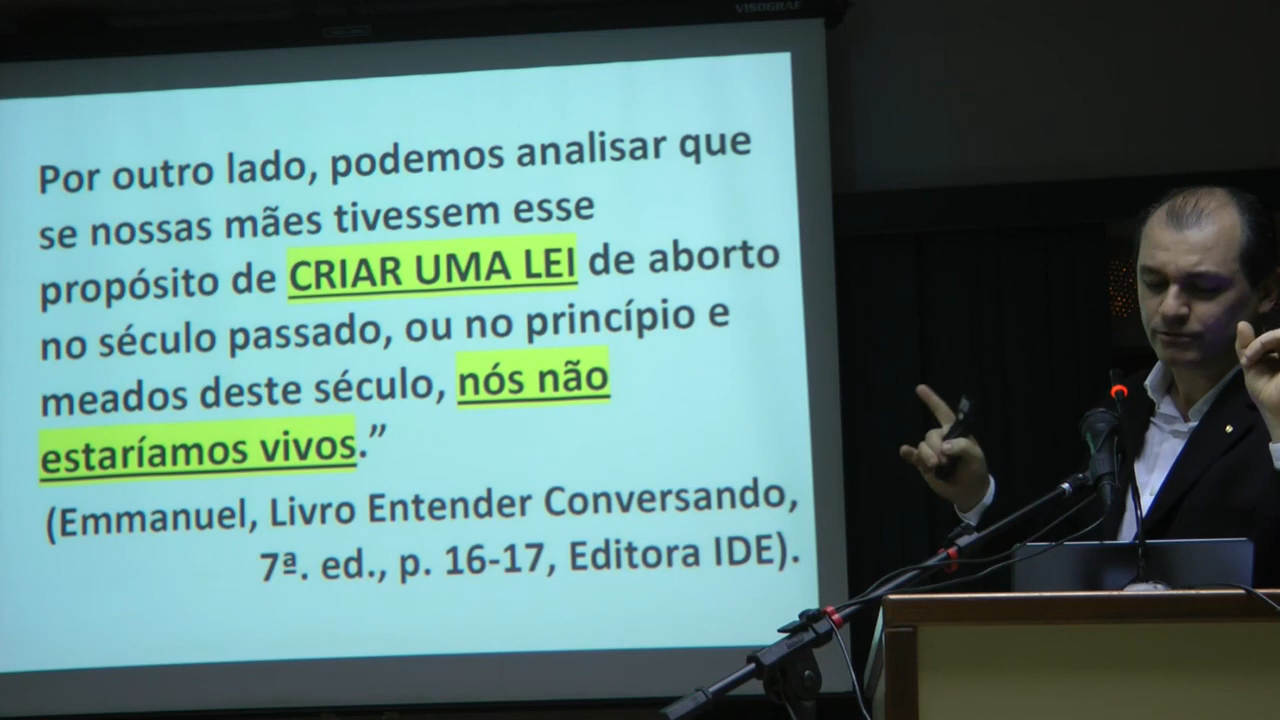 VISOGRAF
Por outro lado, podemos analisar que
se nossas mães tivessem esse
propósito de CRIAR UMA LEI de aborto
no século passado, ou no princípio e
meados deste século, nós não
estaríamos vivos.”
(Emmanuel, Livro Entender Conversando,
7ª. ed., p. 16-17, Editora IDE).